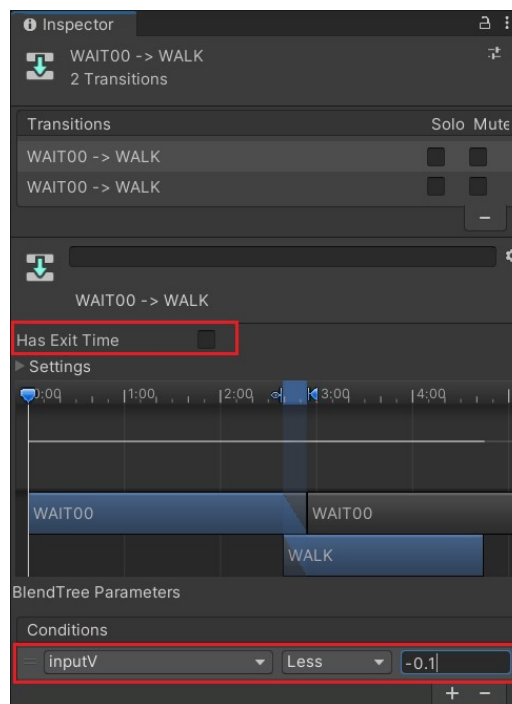 Inspector
WAIT00 -> WALK
2 Transitions
Transitions Solo Mute
WAIT00 -> WALK
WAIT00 -> WALK
WAIT00 -> WALK
Has Exit Time
Settings
0:00 1:00 2:00 3:00 4:00
WAIT00 WAIT00
WALK
BlendTree Parameters
Conditions
inputV Less -0.1
+ −